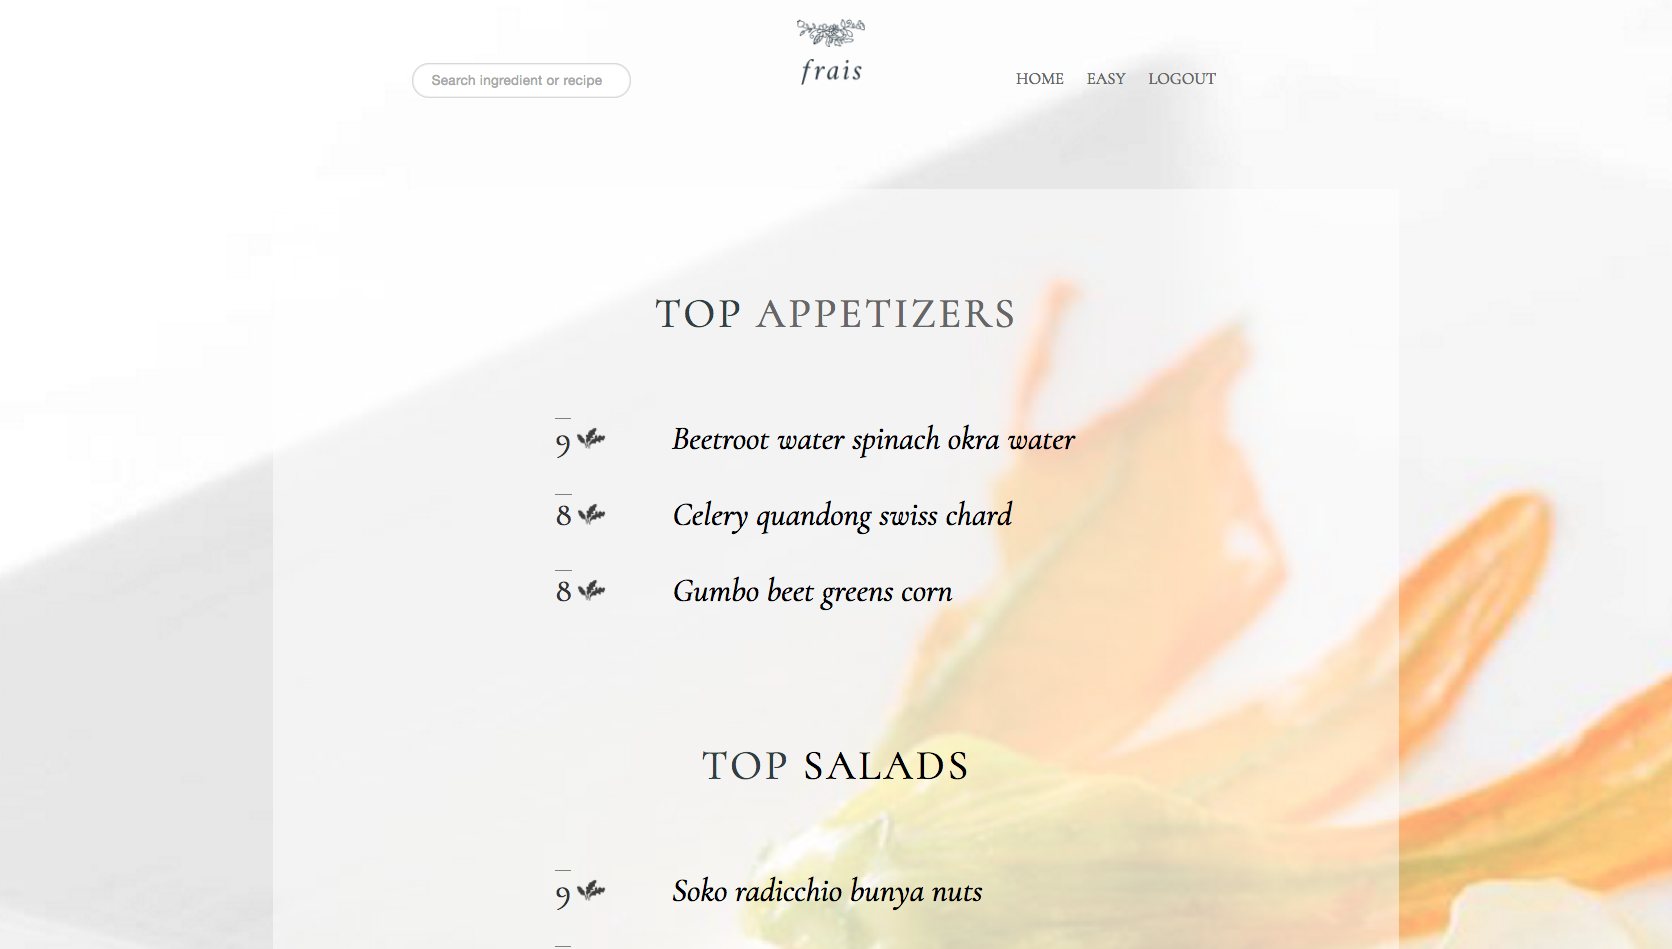 Search ingredient or recipe
frais
HOME EASY LOGOUT
TOP APPETIZERS
9 Beetroot water spinach okra water
8 Celery quandong swiss chard
8 Gumbo beet greens corn
TOP SALADS
9 Soko radicchio bunya nuts